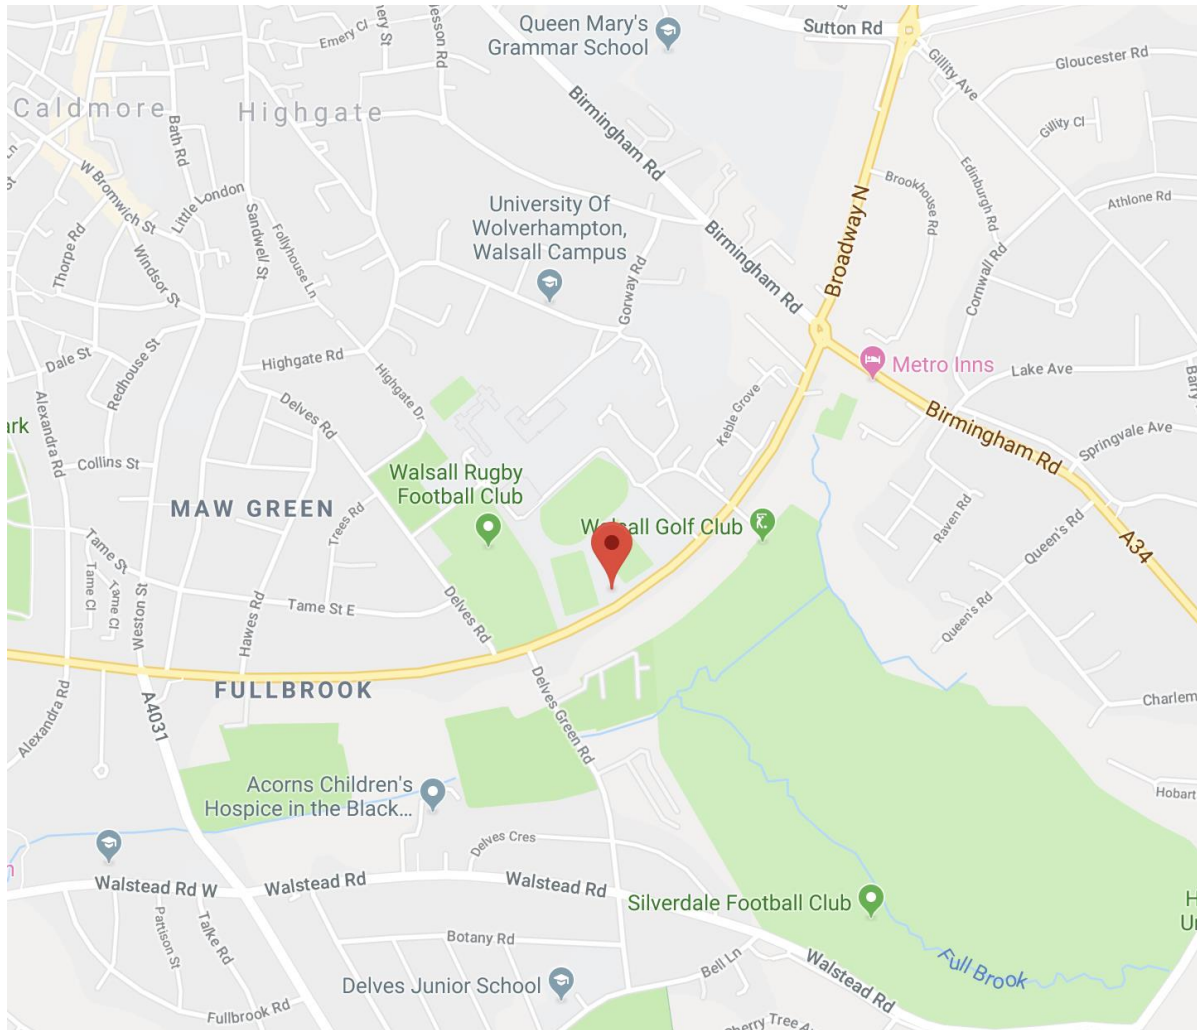 Queen Mary's
Grammar School
Sutton Rd
Emery Cl
Gillity Ave
Gloucester Rd
Caldmore
Highgate
Birmingham Rd
Gillity Cl
Bath Rd
W Bromwich St
Little London
Edinburgh Rd
Brookhouse Rd
Athlone Rd
University Of
Wolverhampton,
Walsall Campus
Broadway N
Birmingham Rd
Thorpe Rd
Windsor St
Sandwell St
Follyhouse Ln
Gorway Rd
Cornwall Rd
Dale St
Redhouse St
Highgate Rd
Highgate Dr
Metro Inns
Lake Ave
Alexandra Rd
Delves Rd
Keble Grove
Birmingham Rd
Springvale Ave
Collins St
Walsall Rugby
Football Club
MAW GREEN
Trees Rd
Walsall Golf Club
Raven Rd
Queen's Rd
A34
Tame St
Tame Cl
Tame Cl
Weston St
Tame St E
Hawes Rd
Delves Rd
Queen's Rd
FULLBROOK
Alexandra Rd
A4031
Delves Green Rd
Acorns Children's
Hospice in the Black...
Delves Cres
Walstead Rd W
Walstead Rd
Walstead Rd
Silverdale Football Club
Pattison St
Talke Rd
Botany Rd
Bell Ln
Walstead Rd
Full Brook
Delves Junior School
Fullbrook Rd